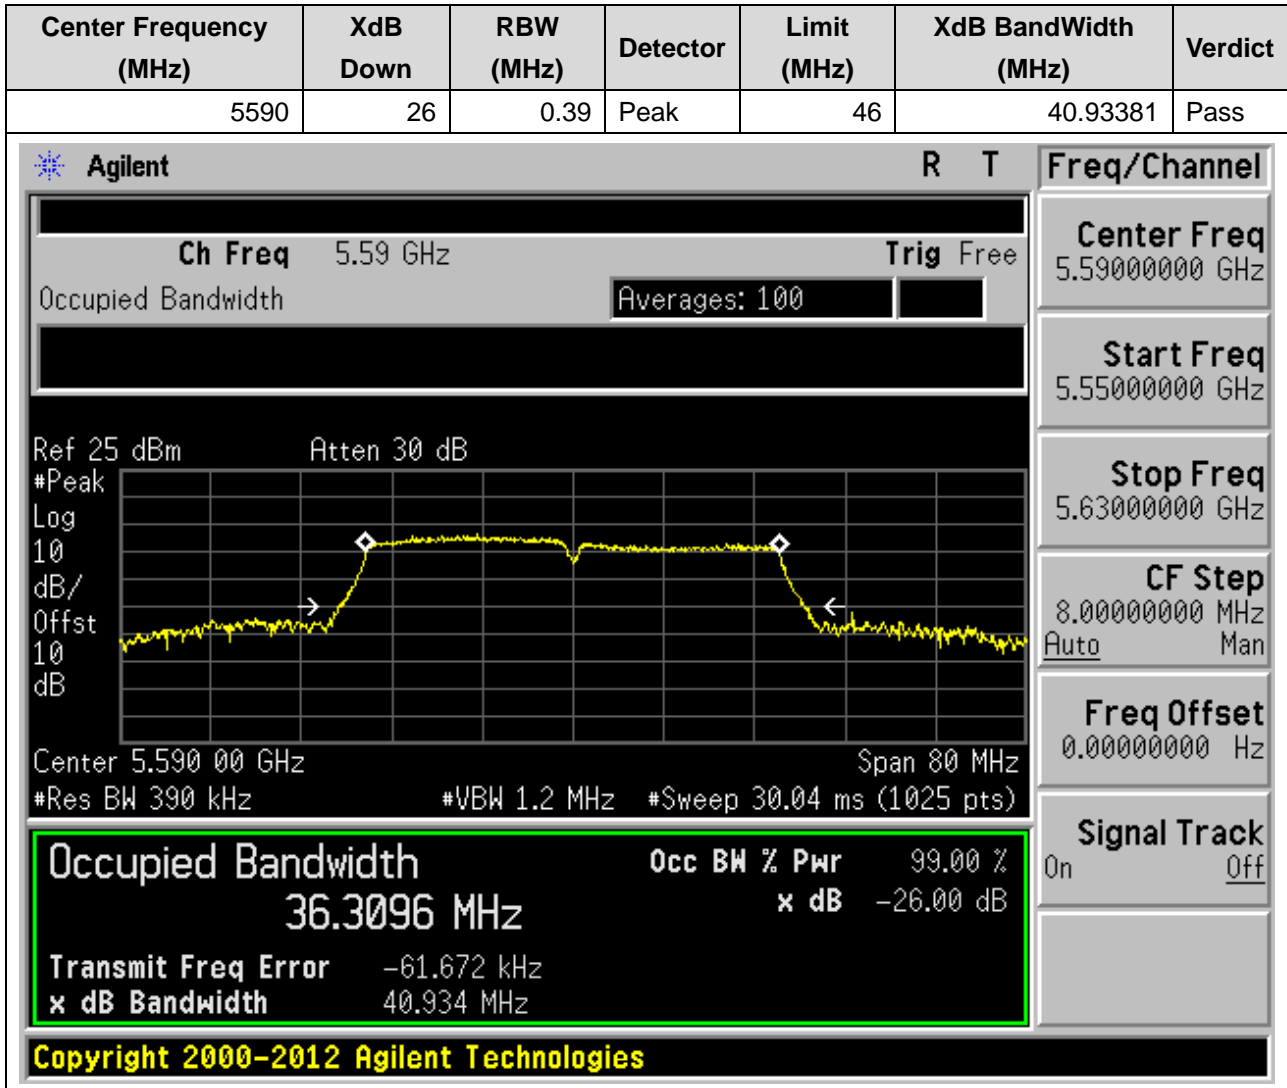 Center Frequency (MHz) XdB Down RBW (MHz) Detector Limit (MHz) XdB BandWidth (MHz) Verdict
5590 26 0.39 Peak 46 40.93381 Pass
Agilent R T
Ch Freq 5.59 GHz Trig Free
Occupied Bandwidth Averages: 100
Ref 25 dBm Atten 30 dB
#Peak
Log
10
dB/
Offst
10
dB
Center 5.590 00 GHz Span 80 MHz
#Res BW 390 kHz #VBW 1.2 MHz #Sweep 30.04 ms (1025 pts)
Occupied Bandwidth Occ BW % Pwr 99.00 %
36.3096 MHz x dB -26.00 dB
Transmit Freq Error -61.672 kHz
x dB Bandwidth 40.934 MHz
Copyright 2000-2012 Agilent Technologies
Freq/Channel
Center Freq
5.59000000 GHz
Start Freq
5.55000000 GHz
Stop Freq
5.63000000 GHz
CF Step
8.00000000 MHz
Auto Man
Freq Offset
0.00000000 Hz
Signal Track
On Off